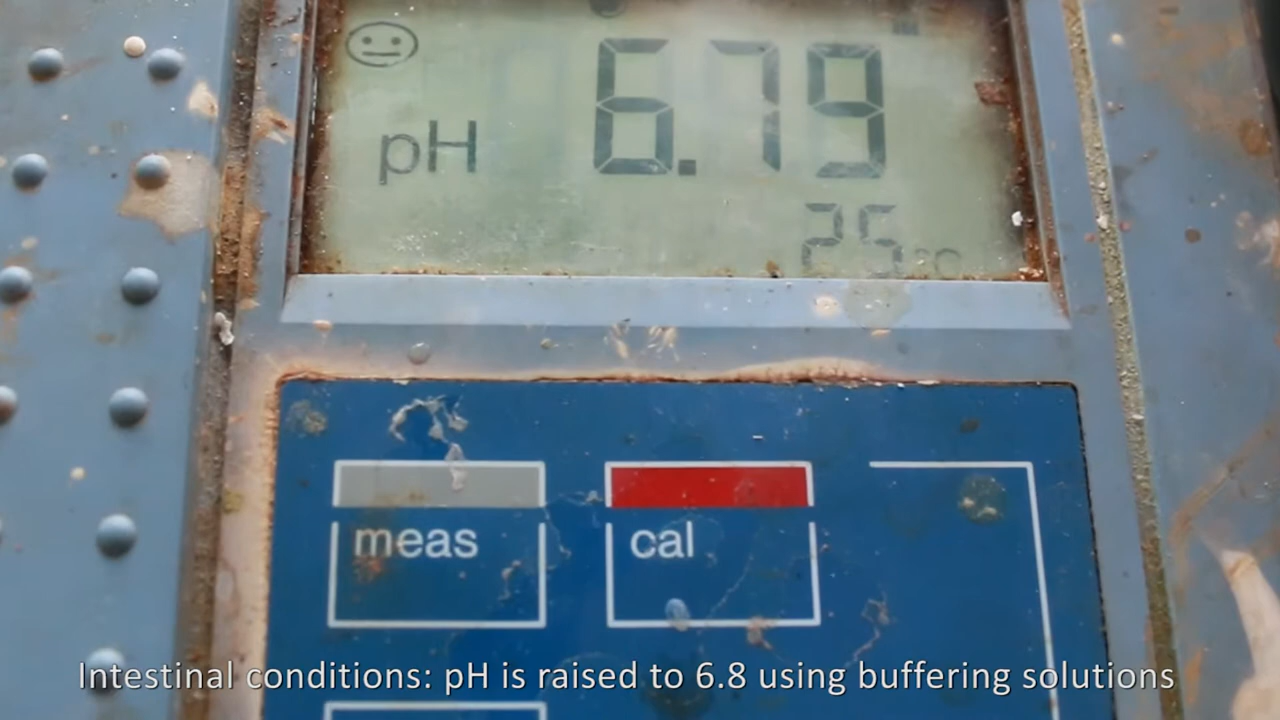 pH 6.79
25 °C
meas cal
Intestinal conditions: pH is raised to 6.8 using buffering solutions